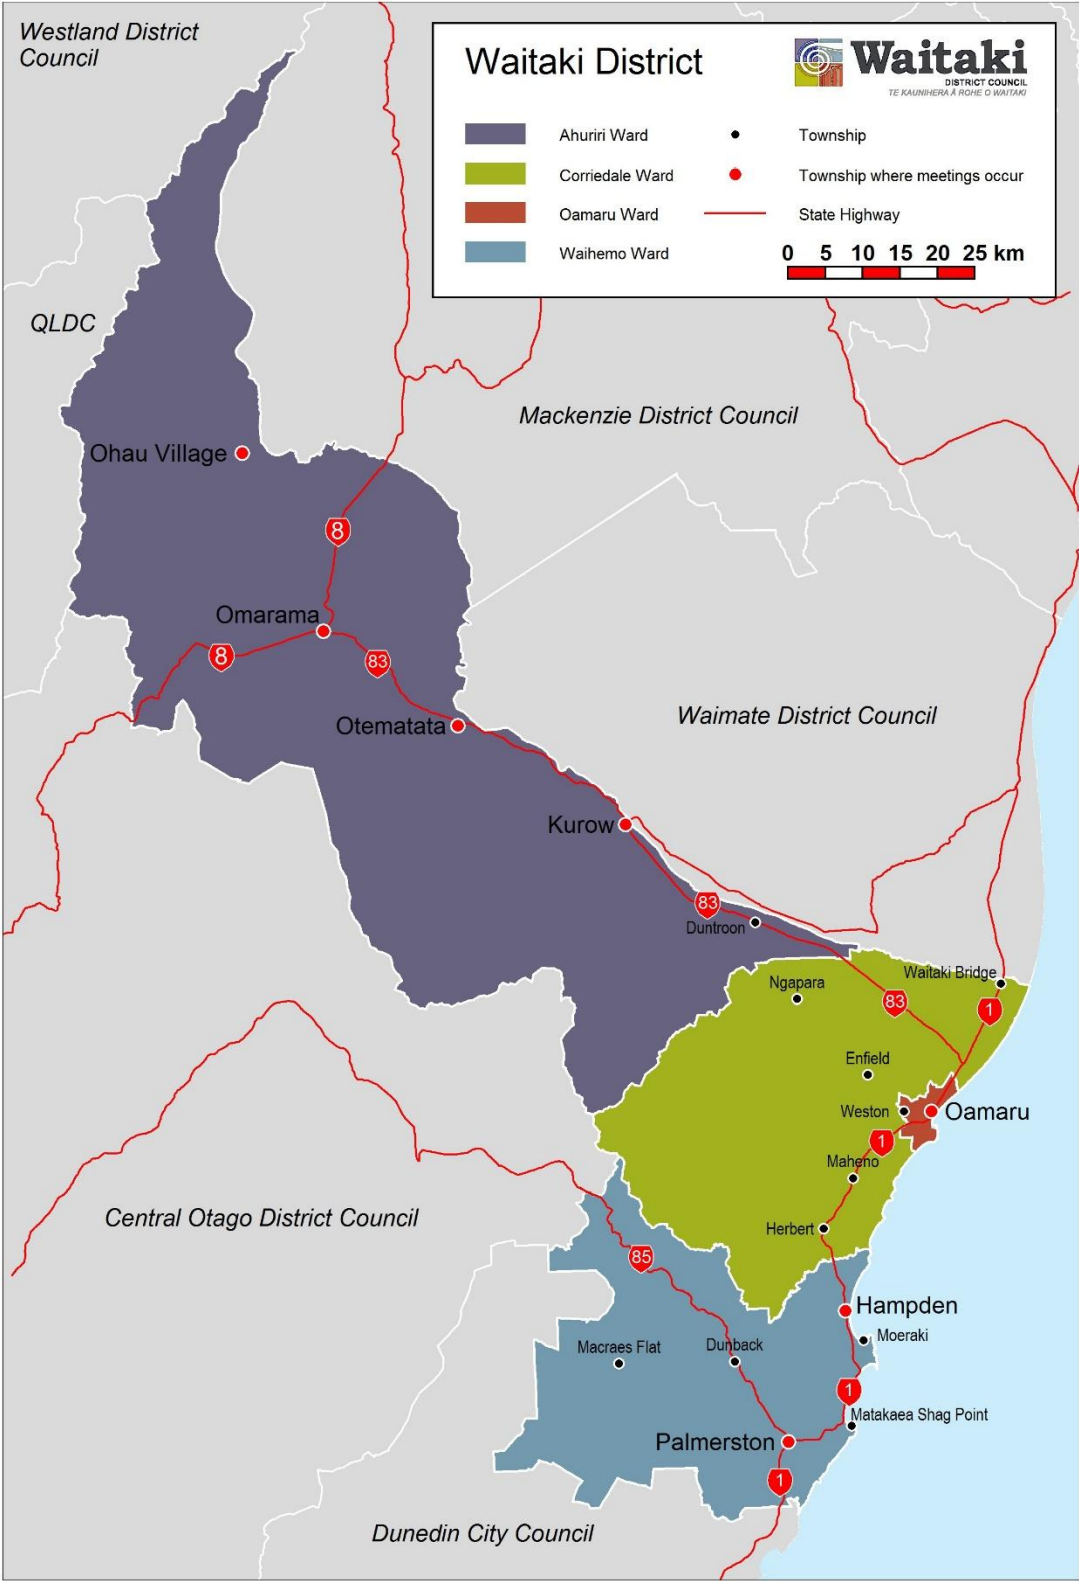 Westland District
Council
Waitaki District
Waitaki
DISTRICT COUNCIL
TE KAUNIHERA Ā ROHE O WAITAKI
Ahuriri Ward
Township
Corriedale Ward
Township where meetings occur
Oamaru Ward
State Highway
Waihemo Ward
0 5 10 15 20 25 km
QLDC
Mackenzie District Council
Ohau Village
8
Omarama
8
83
Otematata
Waimate District Council
Kurow
83
Duntroon
Waitaki Bridge
Ngapara
83
1
Enfield
Weston
Oamaru
1
Maheno
Central Otago District Council
Herbert
85
Hampden
Moeraki
Macraes Flat
Dunback
1
Matakaea Shag Point
Palmerston
1
Dunedin City Council